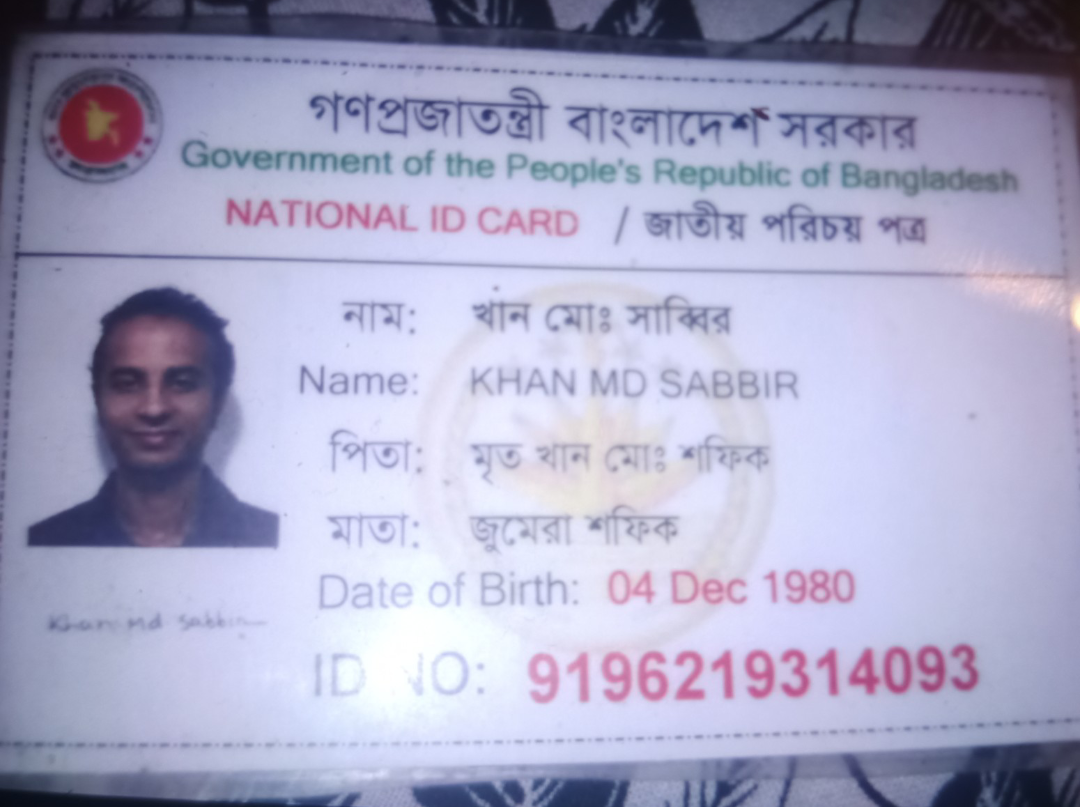 গণপ্রজাতন্ত্রী বাংলাদেশ সরকার
Government of the People's Republic of Bangladesh
NATIONAL ID CARD / জাতীয় পরিচয় পত্র
নাম: খান মোঃ সাব্বির
Name: KHAN MD SABBIR
পিতা: মৃত খান মোঃ শফিক
মাতা: জুমেরা শফিক
Date of Birth: 04 Dec 1980
Khan Md Sabbir
ID NO: 9196219314093